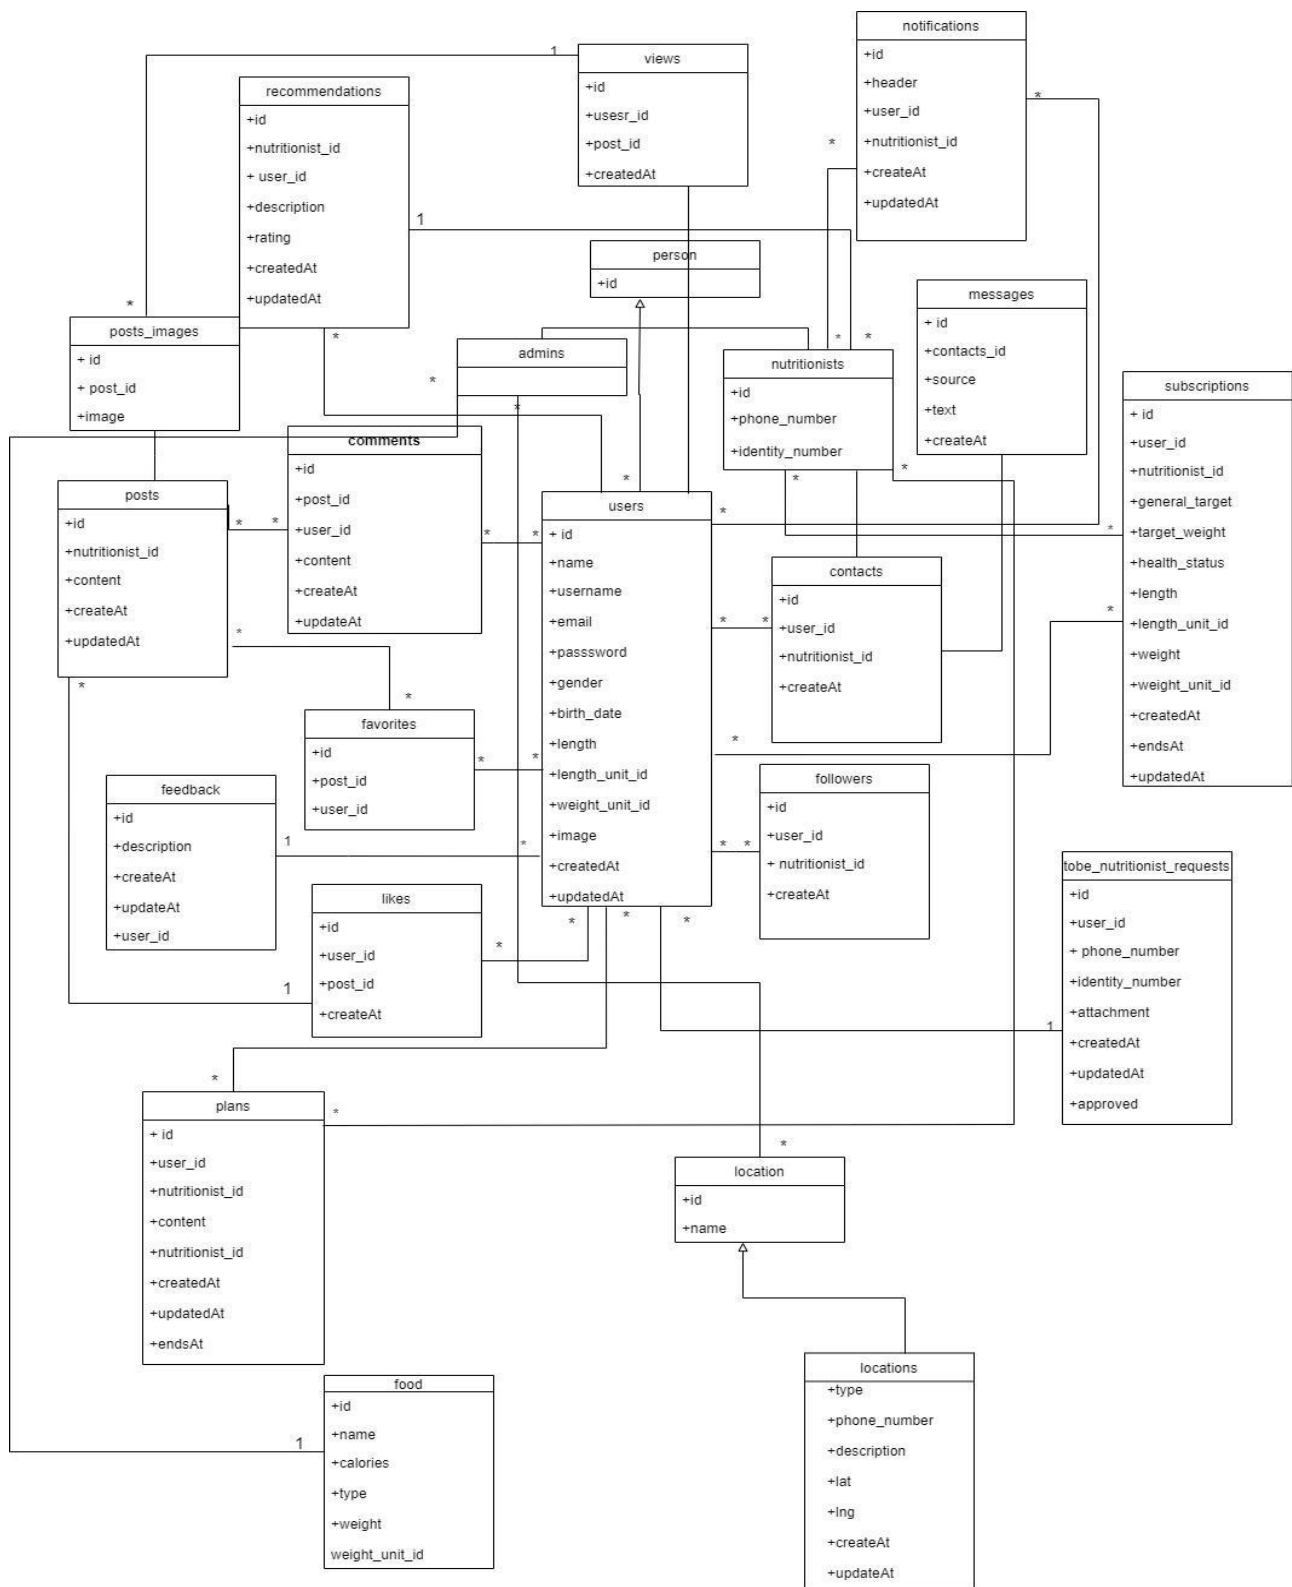 notifications
+id
+header
+user_id
+nutritionist_id
+createAt
+updatedAt
*
*
1
views
+id
+usesr_id
+post_id
+createdAt
recommendations
+id
+nutritionist_id
+ user_id
+description
+rating
+createdAt
+updatedAt
1
*
person
+id
messages
+ id
+contacts_id
+source
+text
+createAt
*
posts_images
+ id
+ post_id
+image
admins
*
*
nutritionists
+id
+phone_number
+identity_number
*
*
*
*
subscriptions
+ id
+user_id
+nutritionist_id
+general_target
+target_weight
+health_status
+length
+length_unit_id
+weight
+weight_unit_id
+createdAt
+endsAt
+updatedAt
*
*
comments
+id
+post_id
+user_id
+content
+createAt
+updateAt
*
*
posts
+id
+nutritionist_id
+content
+createAt
+updatedAt
*
*
*
users
+ id
+name
+username
+email
+passsword
+gender
+birth_date
+length
+length_unit_id
+weight_unit_id
+image
+createdAt
+updatedAt
*
*
*
*
contacts
+id
+user_id
+nutritionist_id
+createAt
*
*
favorites
+id
+post_id
+user_id
*
*
*
followers
+id
+user_id
+ nutritionist_id
+createAt
*
*
feedback
+id
+description
+createAt
+updateAt
+user_id
1
*
tobe_nutritionist_requests
+id
+user_id
+ phone_number
+identity_number
+attachment
+createdAt
+updatedAt
+approved
1
likes
+id
+user_id
+post_id
+createAt
1
*
*
*
*
plans
+ id
+user_id
+nutritionist_id
+content
+nutritionist_id
+createdAt
+updatedAt
+endsAt
*
*
location
+id
+name
*
food
+id
+name
+calories
+type
+weight
weight_unit_id
1
locations
+type
+phone_number
+description
+lat
+lng
+createAt
+updateAt